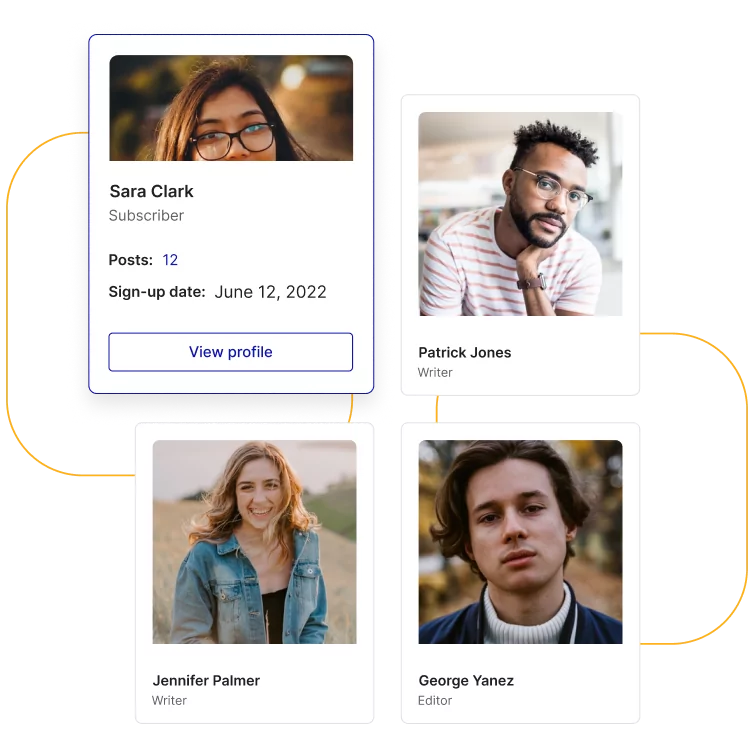 Sara Clark
Subscriber
Posts: 12
Sign-up date: June 12, 2022
View profile
Patrick Jones
Writer
Jennifer Palmer
Writer
George Yanez
Editor